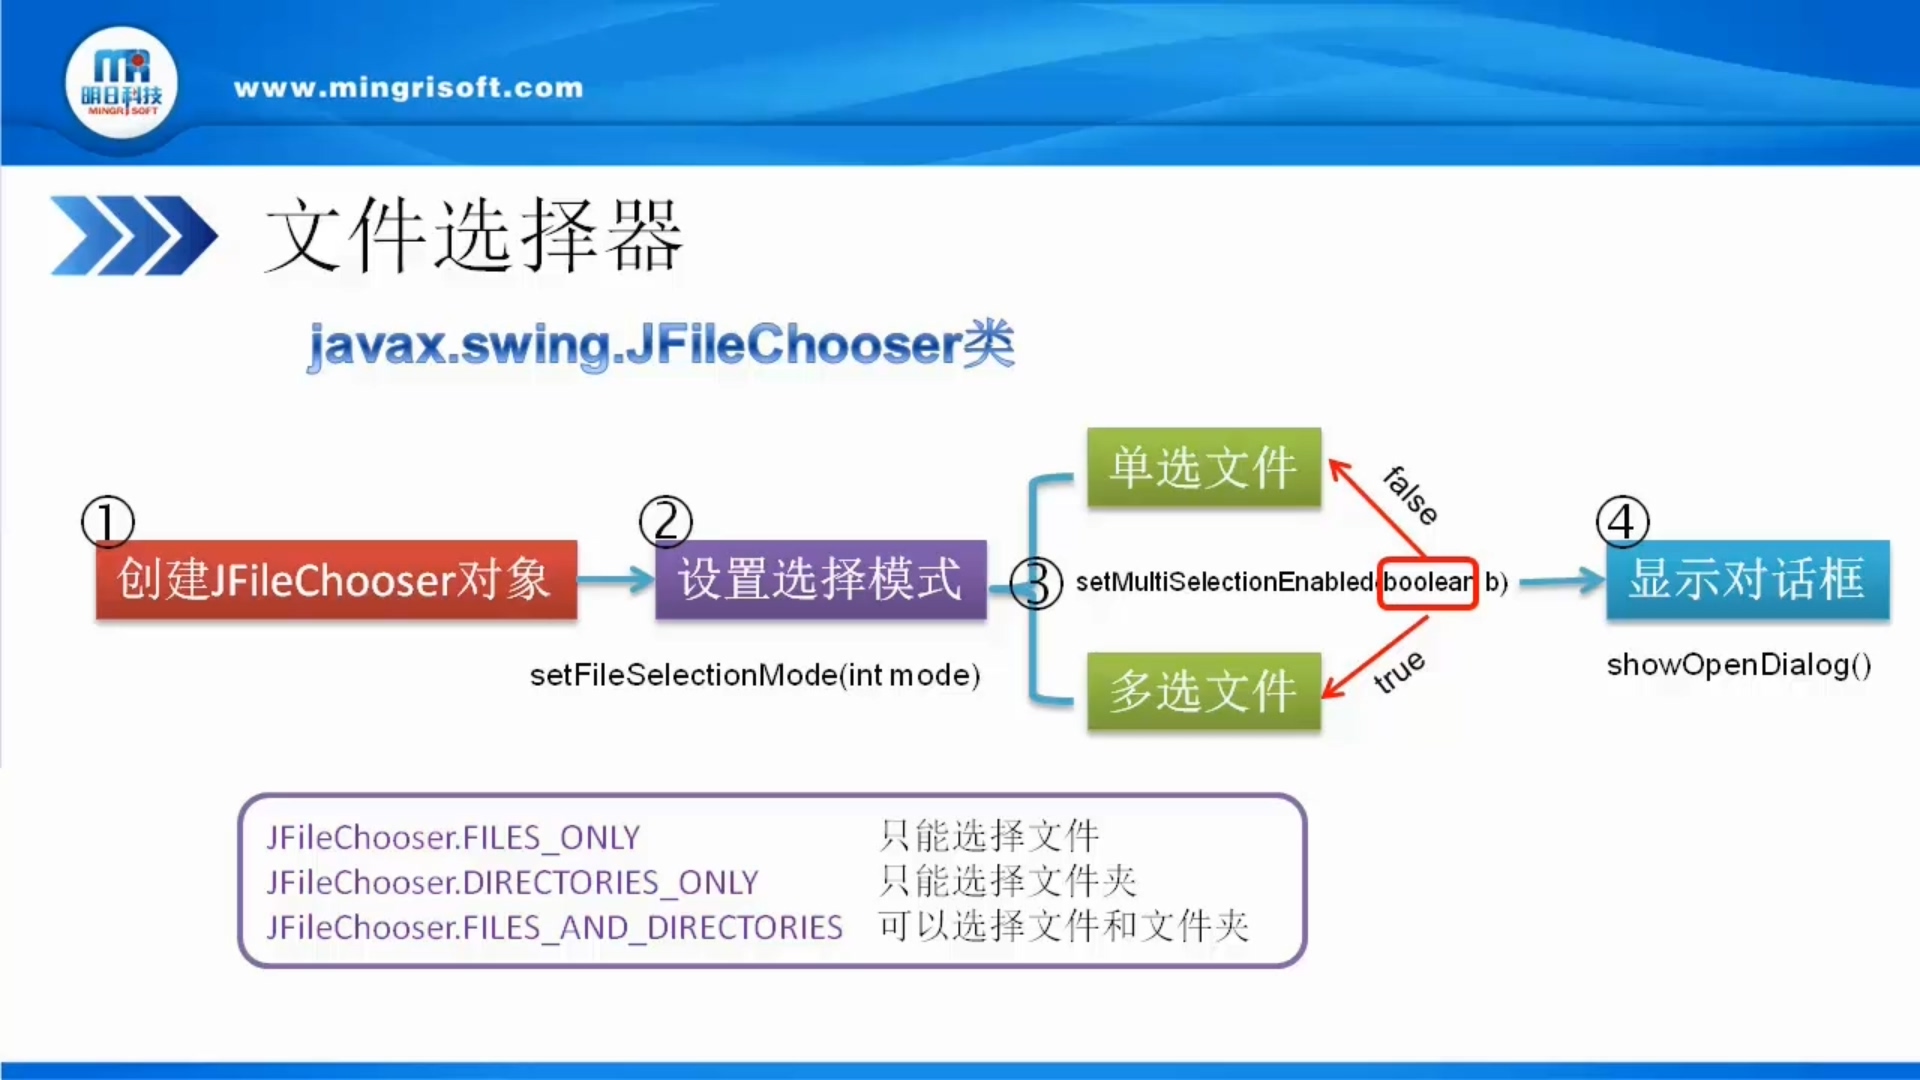 明日科技
MINGRISOFT
www.mingrisoft.com
文件选择器
javax.swing.JFileChooser类
①
创建JFileChooser对象
②
设置选择模式
setFileSelectionMode(int mode)
③
单选文件
false
setMultiSelectionEnabled(boolean b)
true
多选文件
④
显示对话框
showOpenDialog()
JFileChooser.FILES_ONLY 只能选择文件
JFileChooser.DIRECTORIES_ONLY 只能选择文件夹
JFileChooser.FILES_AND_DIRECTORIES 可以选择文件和文件夹